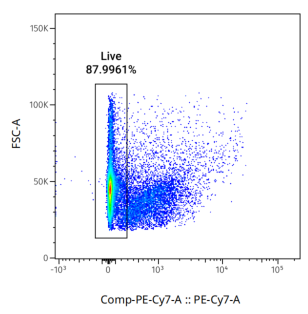 150K
Live
87.9961%
100K
FSC-A
50K
0
-10³ 0 10³ 10⁴ 10⁵
Comp-PE-Cy7-A :: PE-Cy7-A